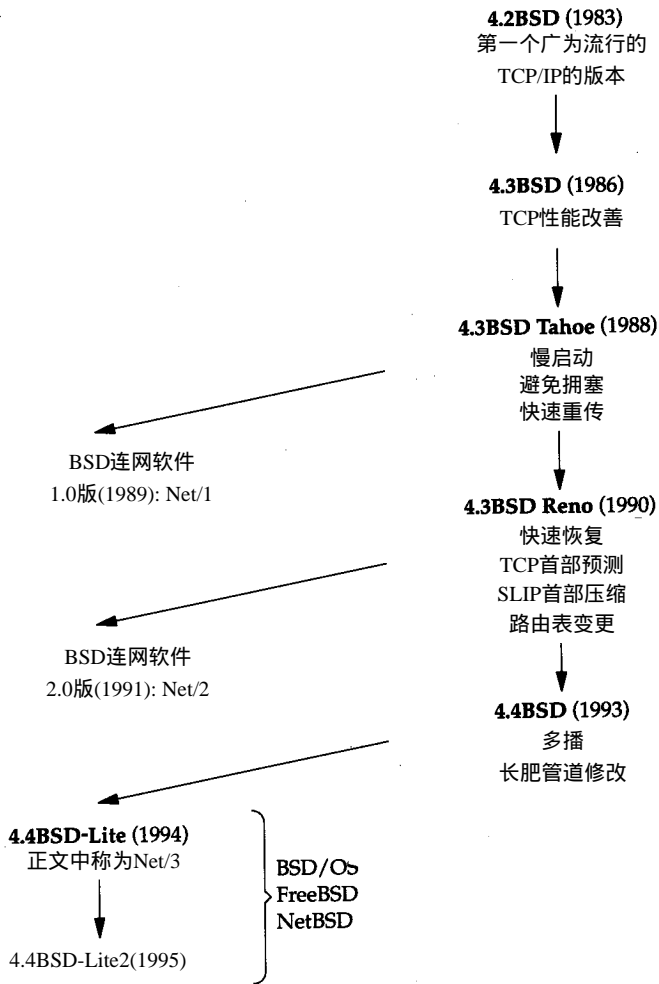 4.2BSD (1983)
第一个广为流行的
TCP/IP的版本
4.3BSD (1986)
TCP性能改善
4.3BSD Tahoe (1988)
慢启动
避免拥塞
快速重传
BSD连网软件
1.0版(1989): Net/1
4.3BSD Reno (1990)
快速恢复
TCP首部预测
SLIP首部压缩
路由表变更
BSD连网软件
2.0版(1991): Net/2
4.4BSD (1993)
多播
长肥管道修改
4.4BSD-Lite (1994)
正文中称为Net/3
BSD/OS
FreeBSD
NetBSD
4.4BSD-Lite2(1995)